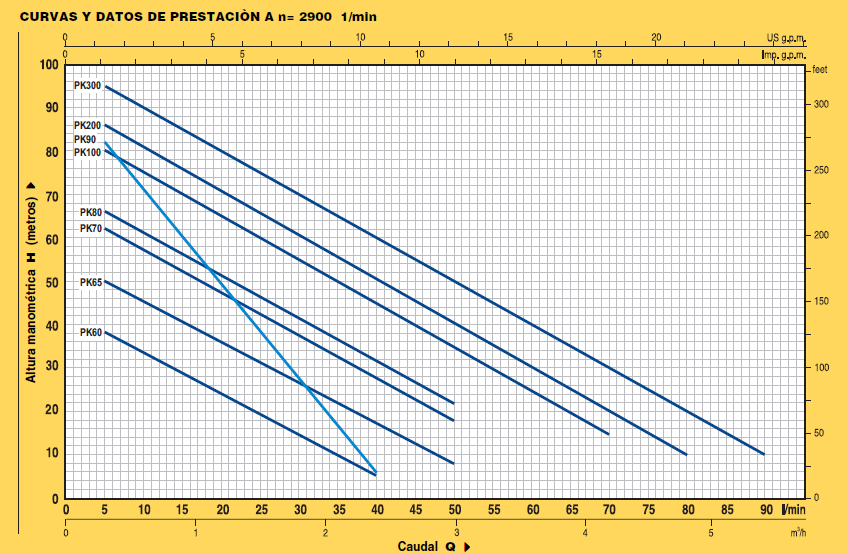 CURVAS Y DATOS DE PRESTACIÒN A n= 2900 1/min
0 5 10 15 20 US g.p.m.
0 5 10 15 Imp. g.p.m.
100 feet
PK300
90 300
PK200
PK90
80 PK100
250
70
PK80
60 PK70 200
50 PK65
150
40
PK60
30 100
20
50
10
0 0
Altura manométrica H (metros)
0 5 10 15 20 25 30 35 40 45 50 55 60 65 70 75 80 85 90 l/min
0 1 2 3 4 5 m³/h
Caudal Q